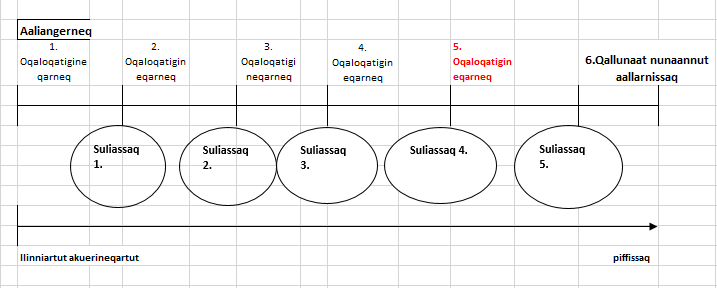 Aaliangerneq
1.
Oqaloqatigine
qarneq
2.
Oqaloqatigin
eqarneq
3.
Oqaloqatigi
neqarneq
4.
Oqaloqatigin
eqarneq
5.
Oqaloqatigin
eqarneq
6.Qallunaat nunaannut
aallarnissaq
Suliassaq
1.
Suliassaq
2.
Suliassaq
3.
Suliassaq 4.
Suliassaq
5.
Ilinniartut akuerineqartut
piffissaq